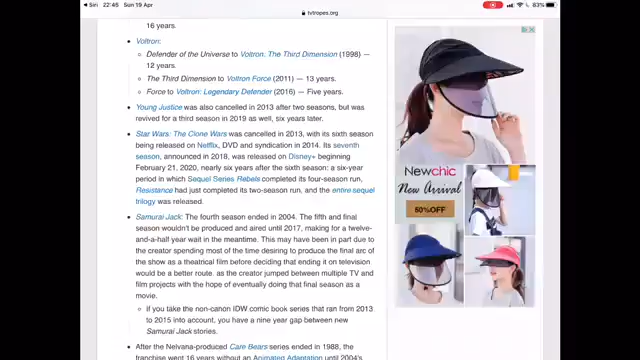 Siri 22:45 Sun 19 Apr
83%
tvtropes.org
16 years.
• Voltron:
Defender of the Universe to Voltron: The Third Dimension (1998) —
12 years.
The Third Dimension to Voltron Force (2011) — 13 years.
Force to Voltron: Legendary Defender (2016) — Five years.
• Young Justice was also cancelled in 2013 after two seasons, but was
revived for a third season in 2019 as well, six years later.
• Star Wars: The Clone Wars was cancelled in 2013, with its sixth season
being released on Netflix, DVD and syndication in 2014. Its seventh
season, announced in 2018, was released on Disney+ beginning
February 21, 2020, nearly six years after the sixth season: a six-year
period in which Sequel Series Rebels completed its four-season run,
Resistance had just completed its two-season run, and the entire sequel
trilogy was released.
• Samurai Jack: The fourth season ended in 2004. The fifth and final
season wouldn't be produced and aired until 2017, making for a twelve-
and-a-half year wait in the meantime. This may have been in part due to
the creator spending most of the time desiring to produce the final arc of
the show as a theatrical film before deciding that ending it on television
would be a better route. as the creator jumped between multiple TV and
film projects with the hope of eventually doing that final season as a
movie.
If you take the non-canon IDW comic book series that ran from 2013
to 2015 into account, you have a nine year gap between new
Samurai Jack stories.
• After the Nelvana-produced Care Bears series ended in 1988, the
franchise went 16 years without an Animated Adaptation until 2004's
Newchic
New Arrival
50%OFF